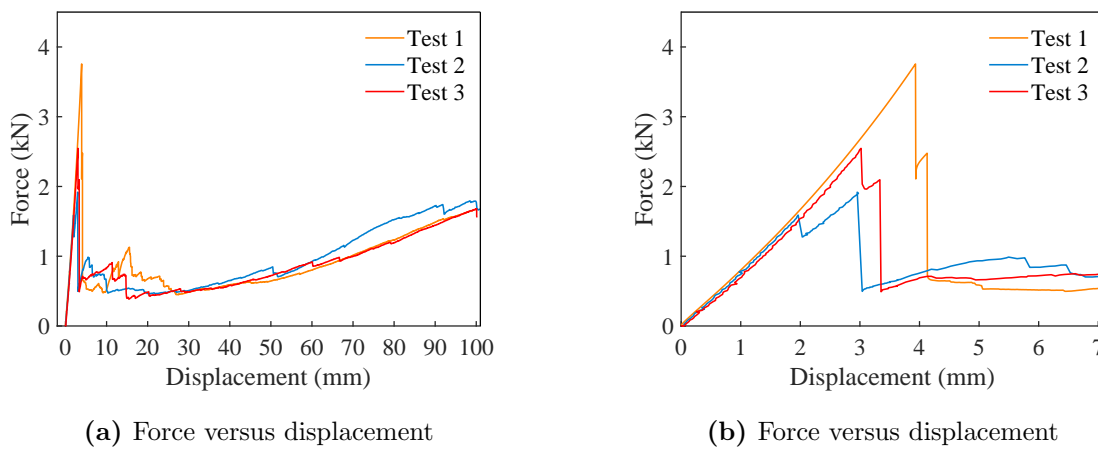 4
3
2
1
0
Force (kN)
Test 1
Test 2
Test 3
0 10 20 30 40 50 60 70 80 90 100
Displacement (mm)
(a) Force versus displacement
4
3
2
1
0
Force (kN)
Test 1
Test 2
Test 3
0 1 2 3 4 5 6 7
Displacement (mm)
(b) Force versus displacement